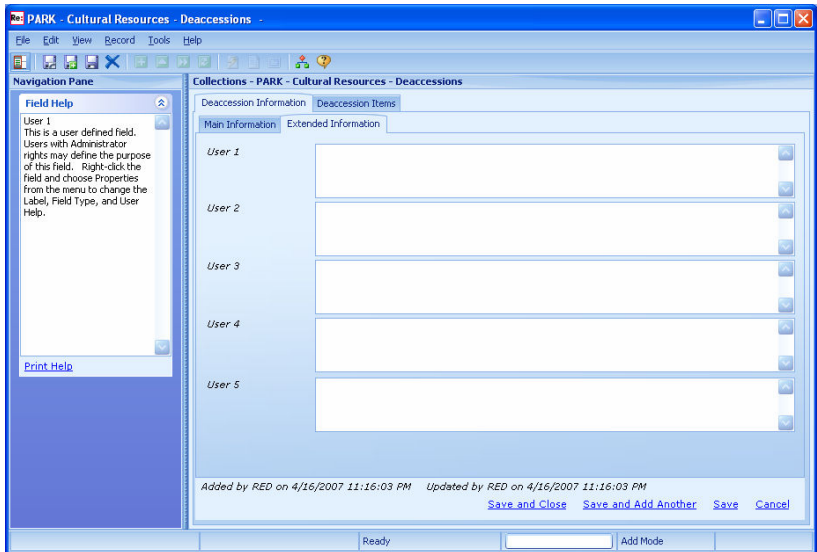 Re: PARK - Cultural Resources - Deaccessions -
File Edit View Record Tools Help
Navigation Pane
Collections - PARK - Cultural Resources - Deaccessions
Field Help
User 1
This is a user defined field.
Users with Administrator
rights may define the purpose
of this field. Right-click the
field and choose Properties
from the menu to change the
Label, Field Type, and User
Help.
Print Help
Deaccession Information Deaccession Items
Main Information Extended Information
User 1
User 2
User 3
User 4
User 5
Added by RED on 4/16/2007 11:16:03 PM Updated by RED on 4/16/2007 11:16:03 PM
Save and Close Save and Add Another Save Cancel
Ready Add Mode